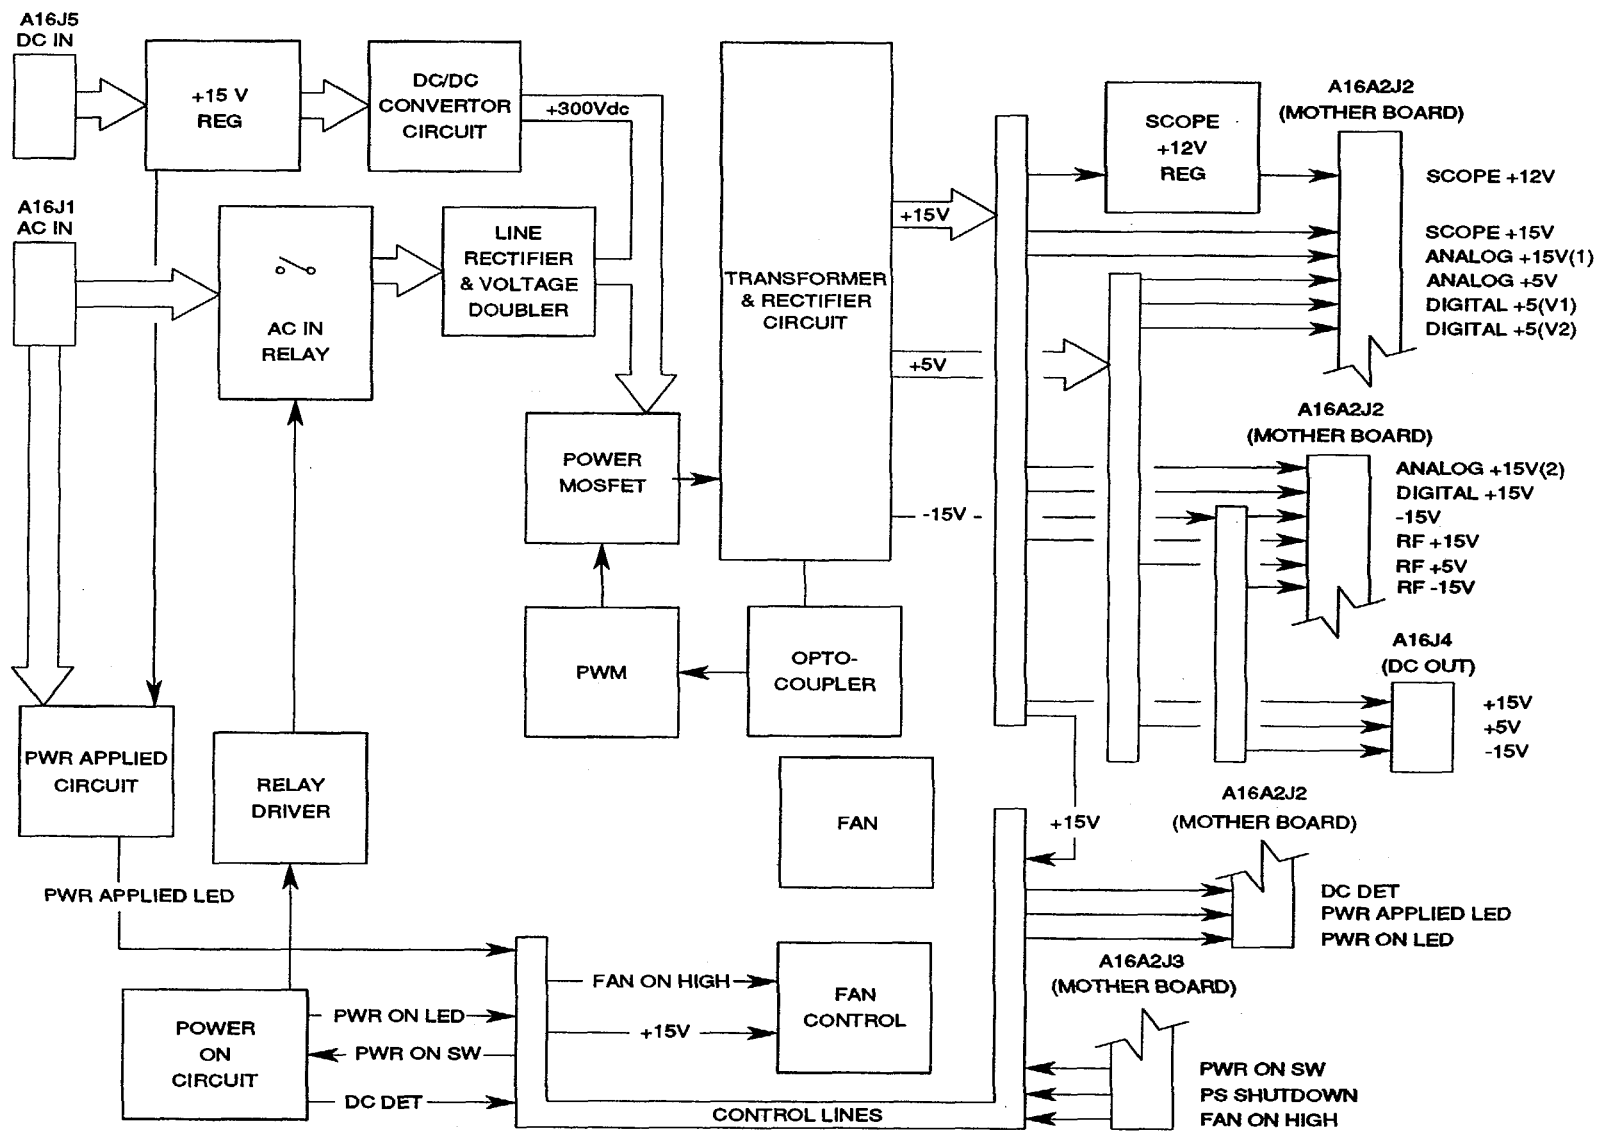 A16J5
DC IN
+15 V
REG
DC/DC
CONVERTOR
CIRCUIT
+300Vdc
A16J1
AC IN
AC IN
RELAY
LINE
RECTIFIER
& VOLTAGE
DOUBLER
POWER
MOSFET
PWM
OPTO-
COUPLER
TRANSFORMER
& RECTIFIER
CIRCUIT
+15V
+5V
-15V
SCOPE
+12V
REG
A16A2J2
(MOTHER BOARD)
SCOPE +12V
SCOPE +15V
ANALOG +15V(1)
ANALOG +5V
DIGITAL +5(V1)
DIGITAL +5(V2)
A16A2J2
(MOTHER BOARD)
ANALOG +15V(2)
DIGITAL +15V
-15V
RF +15V
RF +5V
RF -15V
A16J4
(DC OUT)
+15V
+5V
-15V
PWR APPLIED
CIRCUIT
RELAY
DRIVER
FAN
+15V
A16A2J2
(MOTHER BOARD)
DC DET
PWR APPLIED LED
PWR ON LED
PWR APPLIED LED
POWER
ON
CIRCUIT
PWR ON LED
PWR ON SW
DC DET
FAN ON HIGH
+15V
FAN
CONTROL
CONTROL LINES
A16A2J3
(MOTHER BOARD)
PWR ON SW
PS SHUTDOWN
FAN ON HIGH